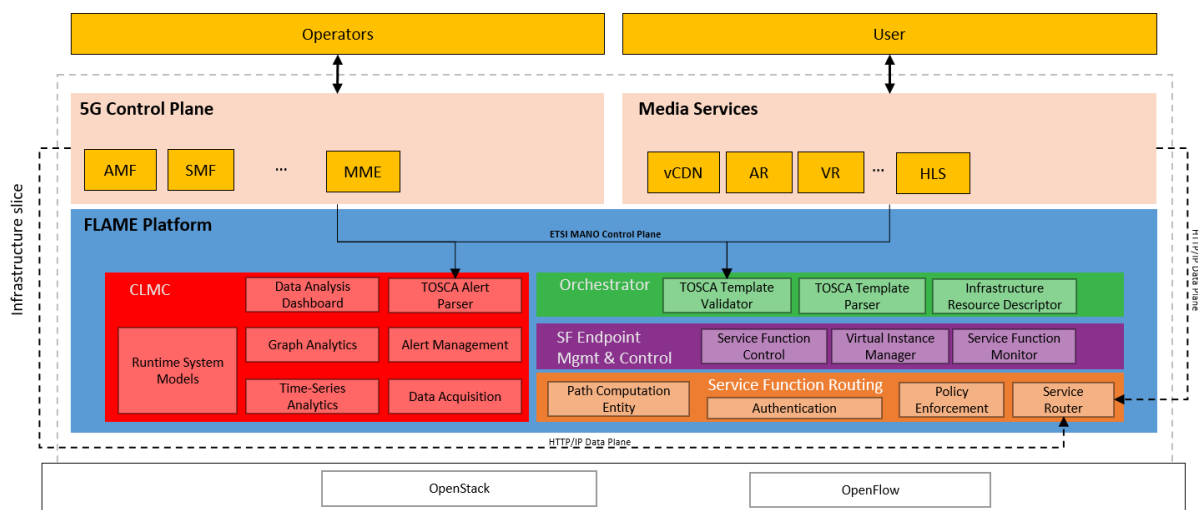 Operators
User
5G Control Plane
Media Services
AMF
SMF
...
MME
vCDN
AR
VR
...
HLS
Infrastructure slice
HTTP/IP Data Plane
FLAME Platform
ETSI MANO Control Plane
CLMC
Data Analysis
Dashboard
TOSCA Alert
Parser
Runtime System
Models
Graph Analytics
Alert Management
Time-Series
Analytics
Data Acquisition
Orchestrator
TOSCA Template
Validator
TOSCA Template
Parser
Infrastructure
Resource Descriptor
SF Endpoint
Mgmt & Control
Service Function
Control
Virtual Instance
Manager
Service Function
Monitor
Service Function Routing
Path Computation
Entity
Authentication
Policy
Enforcement
Service
Router
HTTP/IP Data Plane
OpenStack
OpenFlow